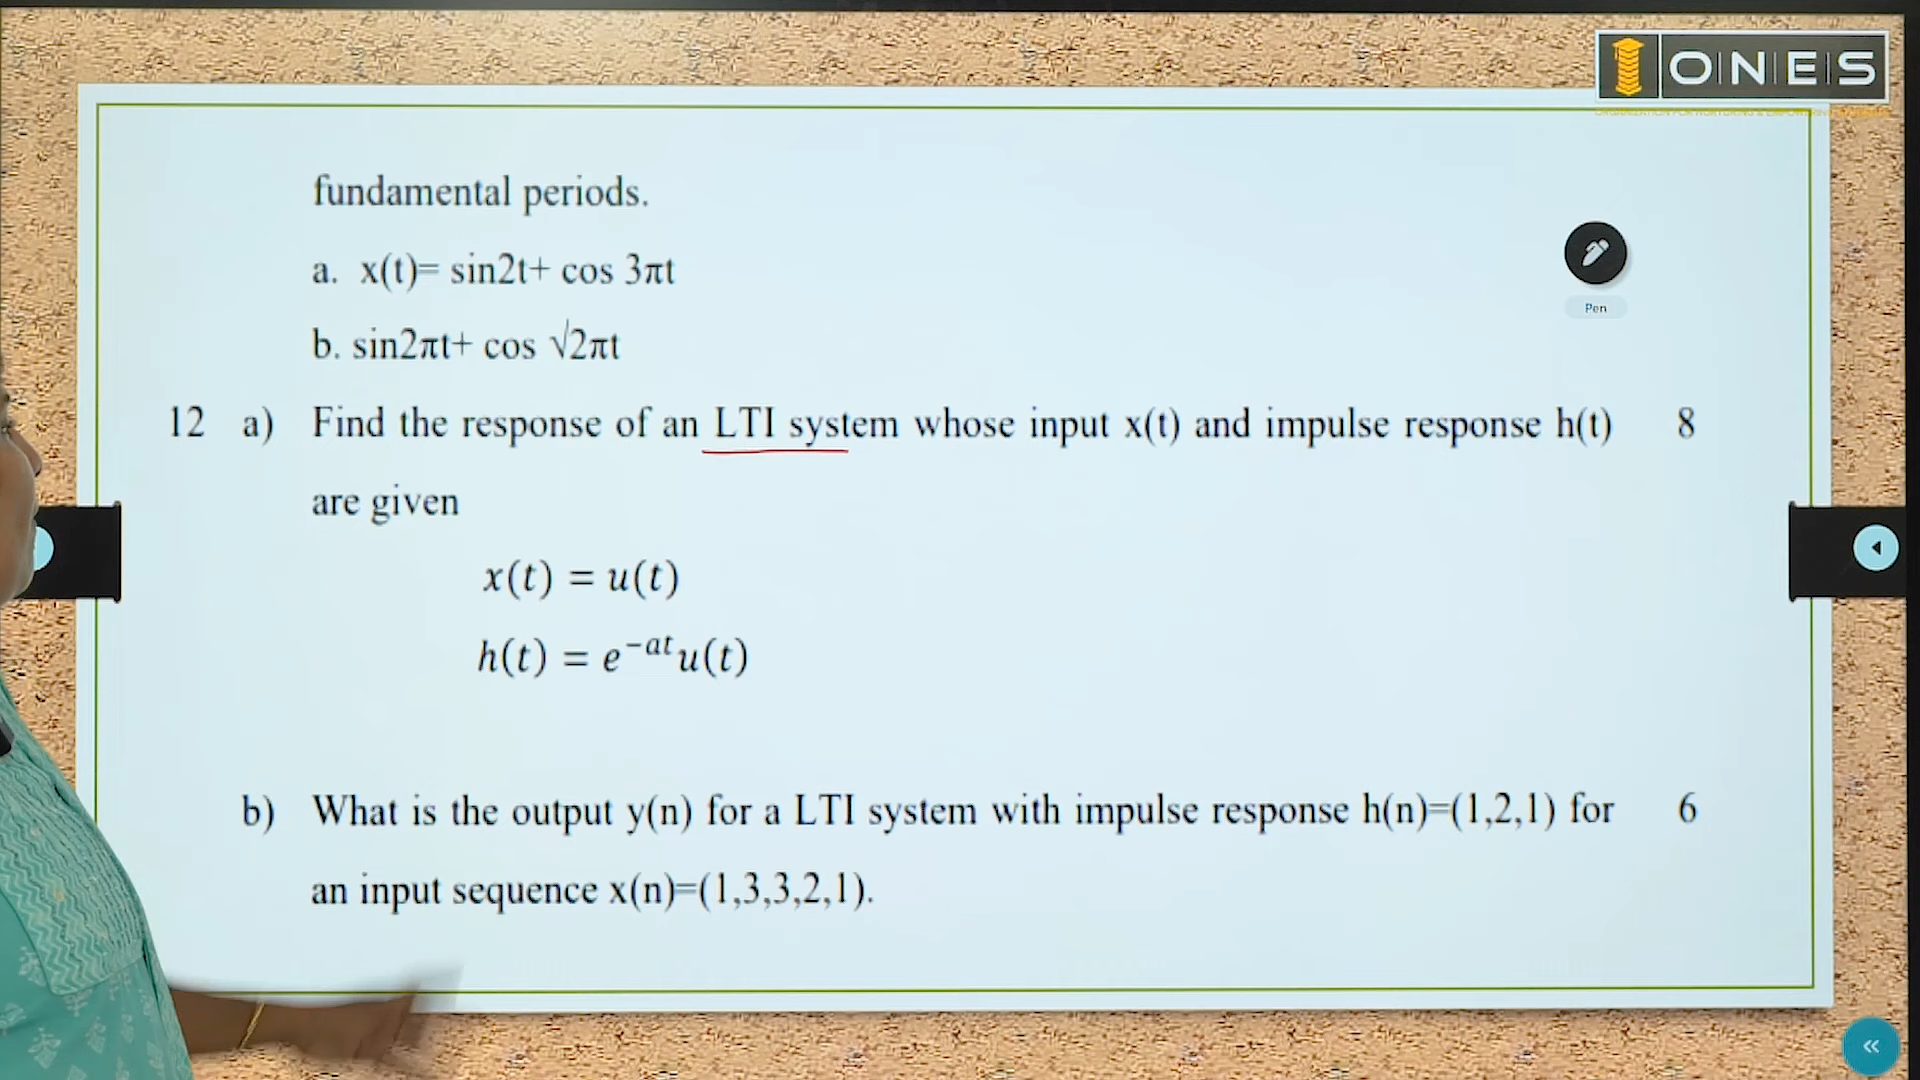 ONES
fundamental periods.
a. x(t)= sin2t+ cos 3πt
Pen
b. sin2πt+ cos √2πt
12 a) Find the response of an LTI system whose input x(t) and impulse response h(t) 8
are given
x(t) = u(t)
h(t) = e^{-at}u(t)
b) What is the output y(n) for a LTI system with impulse response h(n)=(1,2,1) for 6
an input sequence x(n)=(1,3,3,2,1).